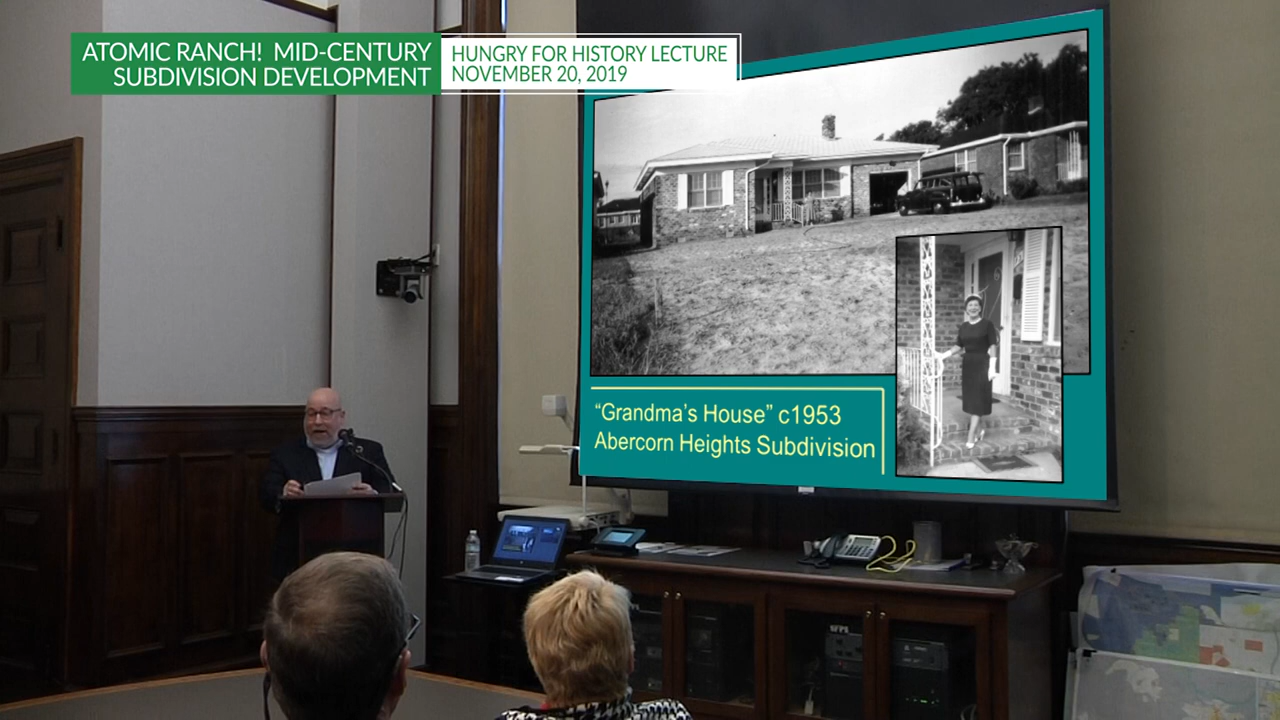 ATOMIC RANCH! MID-CENTURY
SUBDIVISION DEVELOPMENT
HUNGRY FOR HISTORY LECTURE
NOVEMBER 20, 2019
“Grandma's House” c1953
Abercorn Heights Subdivision